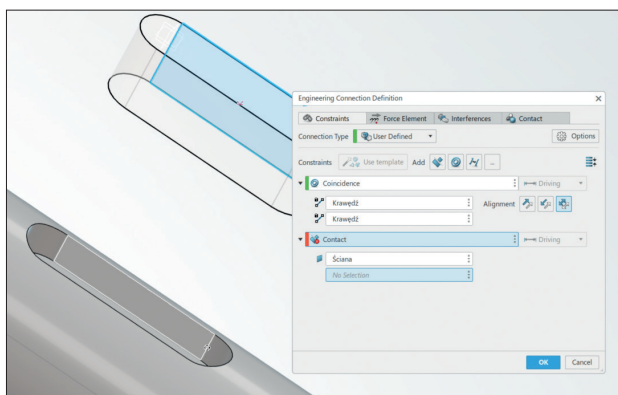 Engineering Connection Definition
Constraints Force Element Interferences Contact
Connection Type User Defined Options
Constraints Use template Add ...
Coincidence Driving
Krawędź Alignment
Krawędź
Contact Driving
Ściana
No Selection
OK Cancel